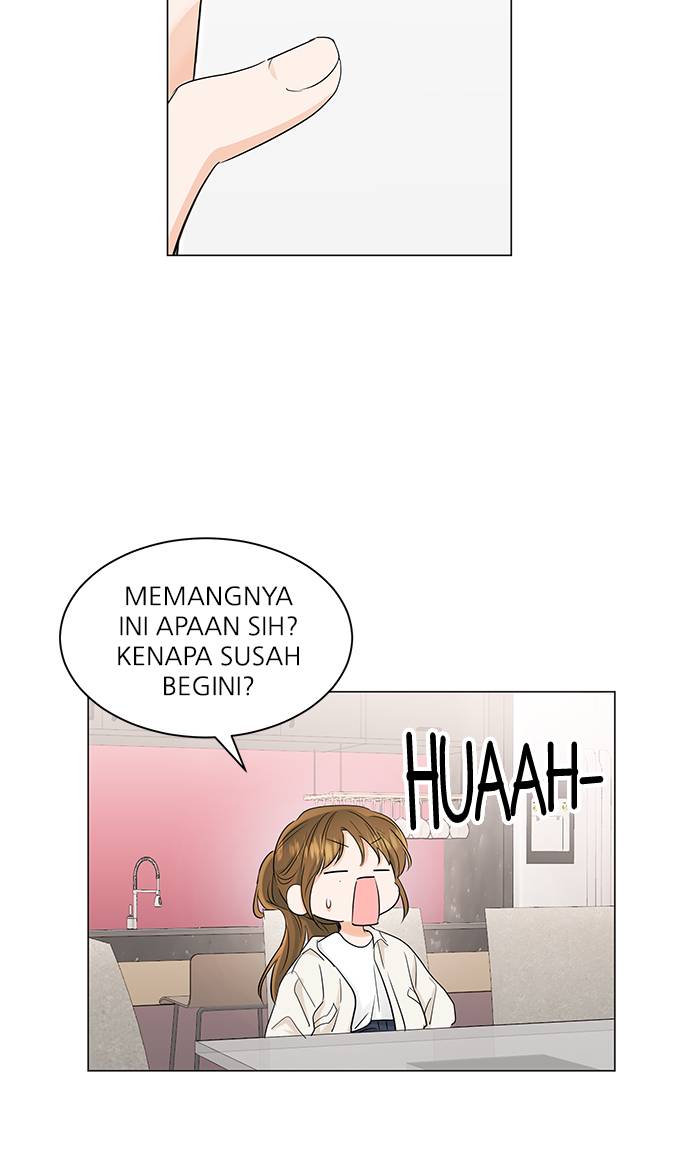 MEMANGNYA
INI APAAN SIH?
KENAPA SUSAH
BEGINI?
HUAAH-